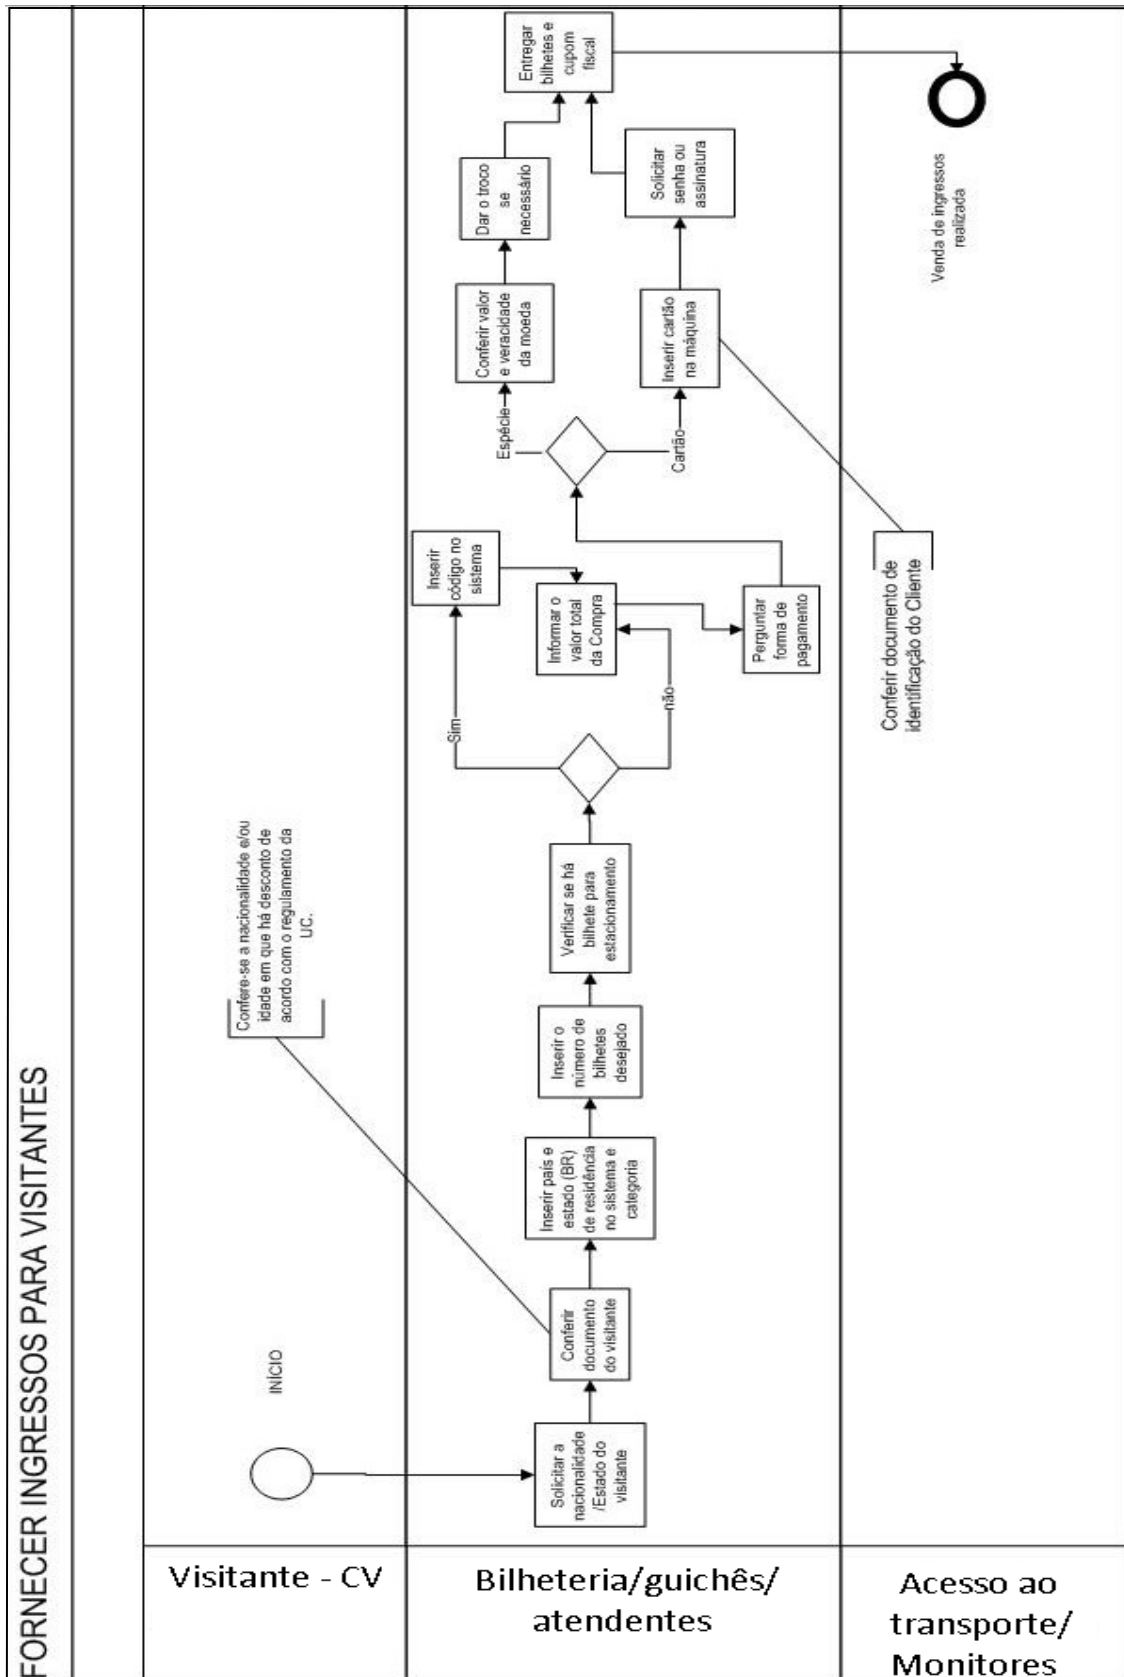 FORNECER INGRESSOS PARA VISITANTES
Visitante - CV
INÍCIO
Confere-se a nacionalidade e/ou
idade em que há desconto de
acordo com o regulamento da
UC.
Bilheteria/guichês/
atendentes
Solicitar a
nacionalidade
/Estado do
visitante
Conferir
documento
do visitante
Inserir país e
estado (BR)
de residência
no sistema e
categoria
Inserir o
número de
bilhetes
desejado
Verificar se há
bilhete para
estacionamento
Sim
não
Inserir
código no
sistema
Informar o
valor total
da Compra
Perguntar
forma de
pagamento
Espécie
Cartão
Conferir valor
e veracidade
da moeda
Dar o troco
se
necessário
Inserir cartão
na máquina
Solicitar
senha ou
assinatura
Entregar
bilhetes e
cupom
fiscal
Acesso ao
transporte/
Monitores
Conferir documento de
identificação do Cliente
Venda de ingressos
realizada